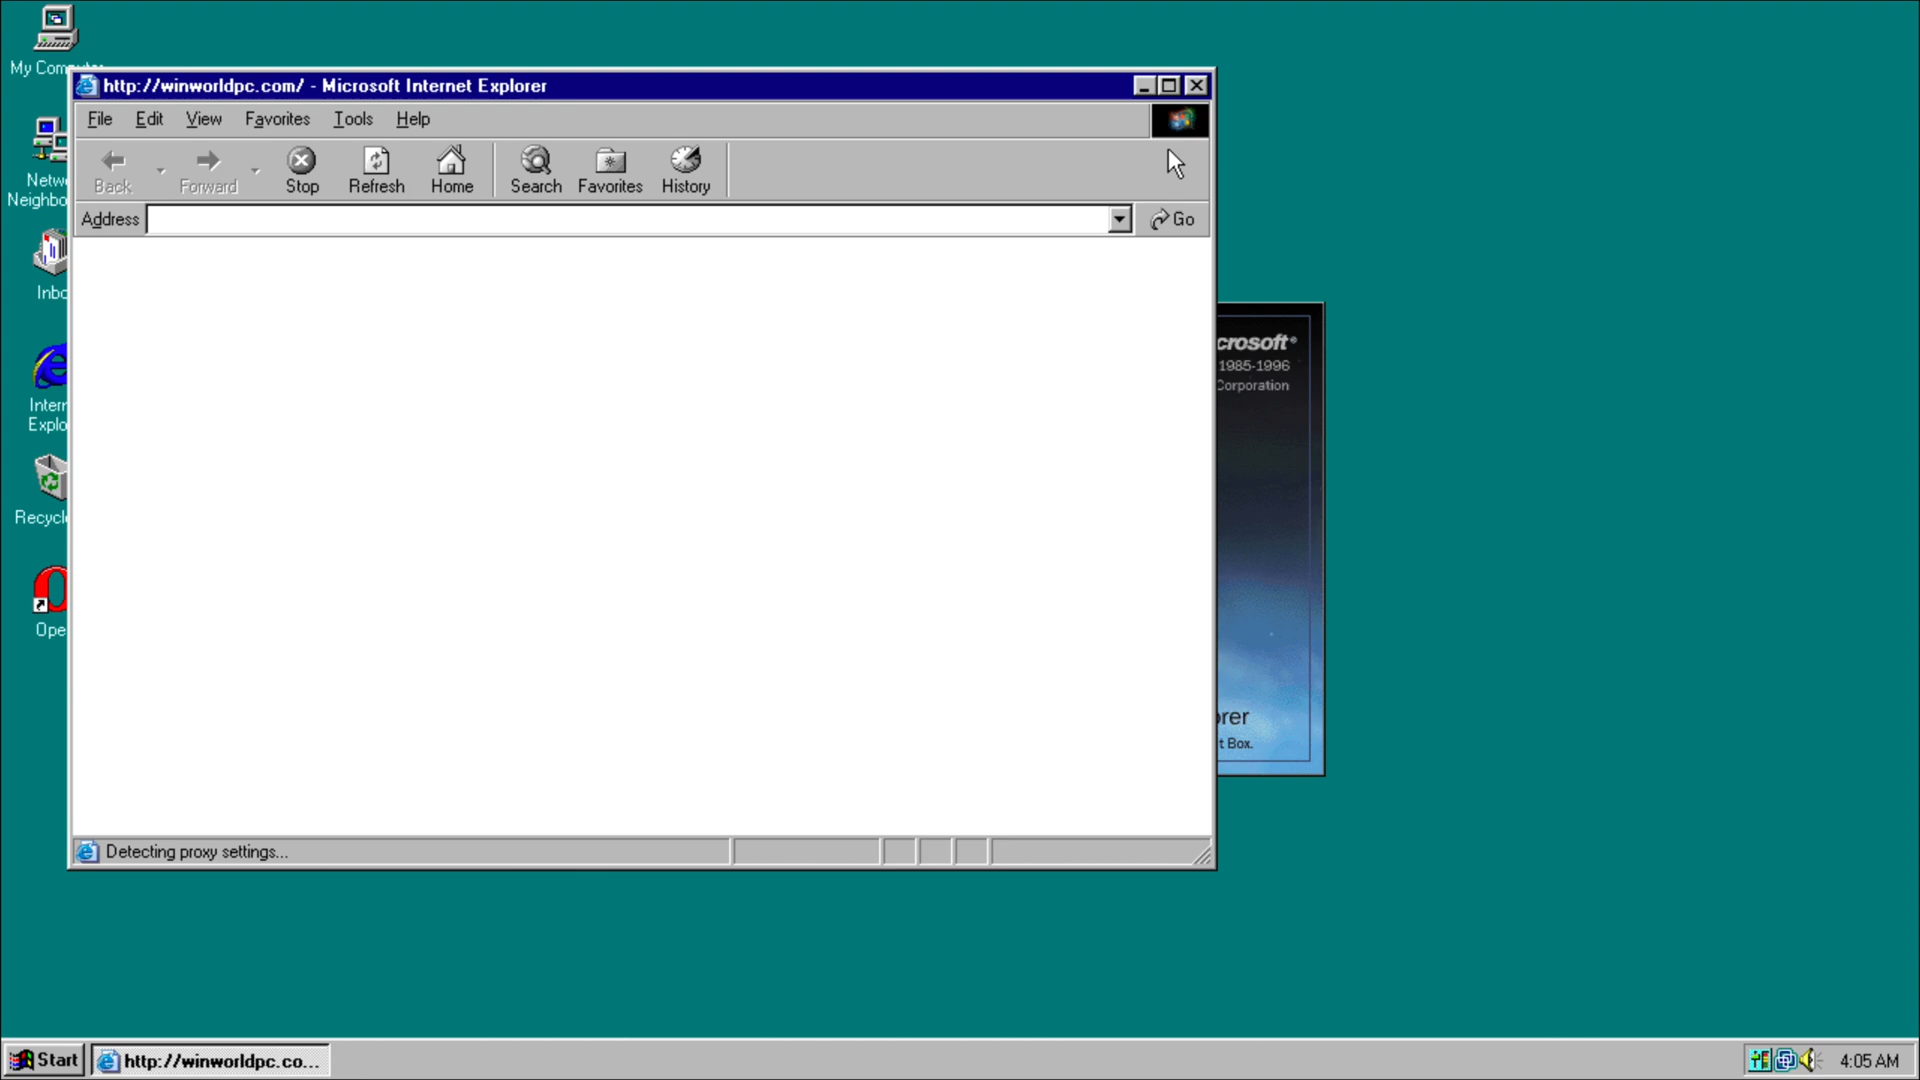 My Com
http://winworldpc.com/ - Microsoft Internet Explorer
File Edit View Favorites Tools Help
Back Forward Stop Refresh Home Search Favorites History
Address Go
Netw
Neighbo
Inbo
Intern
Explo
Recycl
Ope
crosoft®
1985-1996
Corporation
orer
t Box.
Detecting proxy settings...
Start http://winworldpc.co... 4:05 AM